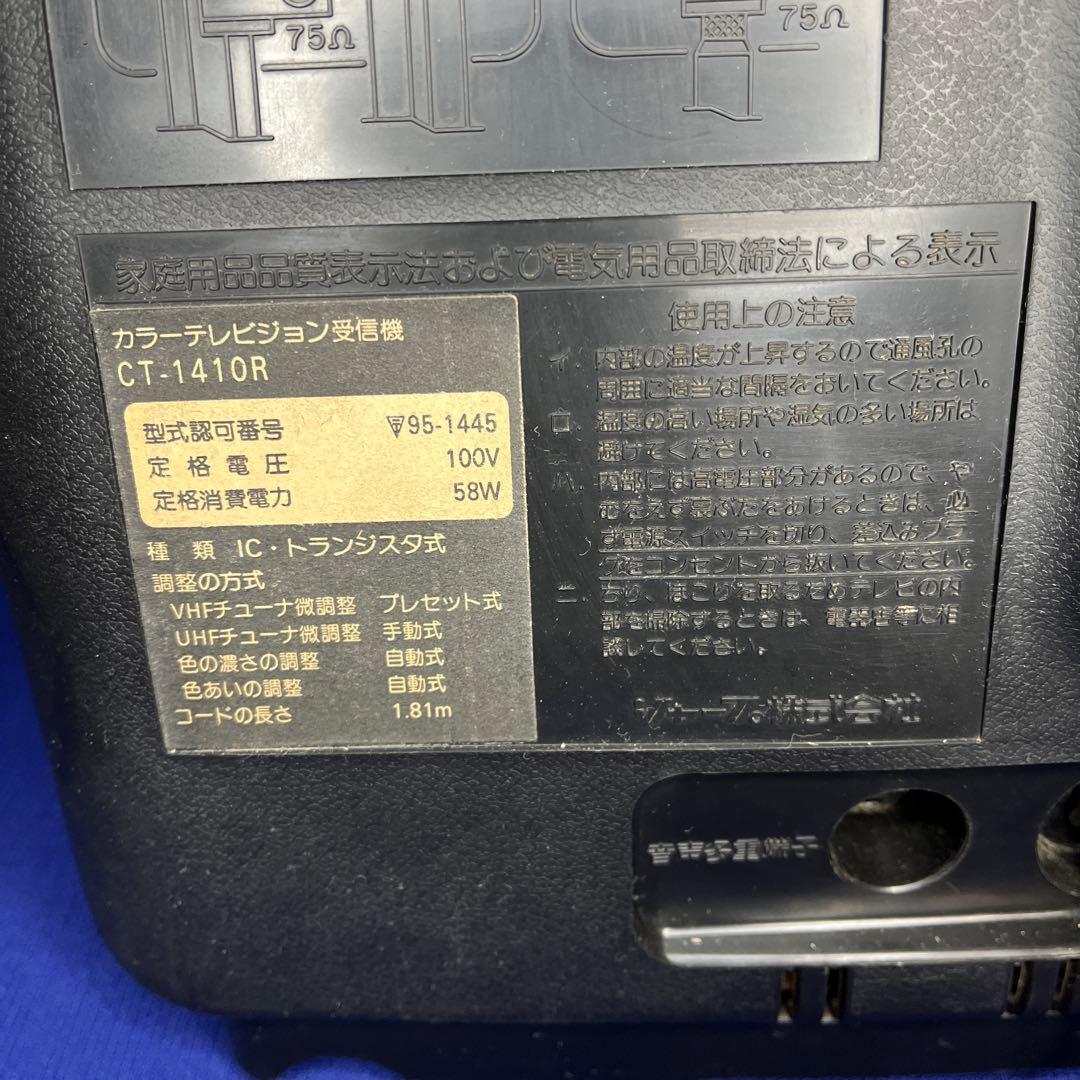 75Ω
75Ω
家庭用品品質表示法および電気用品取締法による表示
カラーテレビジョン受信機
CT-1410R
型式認可番号 95-1445
定格電圧 100V
定格消費電力 58W
種類 IC・トランジスタ式
調整の方式
VHFチューナ微調整 プレセット式
UHFチューナ微調整 手動式
色の濃さの調整 自動式
色あいの調整 自動式
コードの長さ 1.81m
使用上の注意
イ. 内部の温度が上昇するので通風孔の
周囲に適当な間隔をおいてください。
ロ. 温度の高い場所や湿気の多い場所は
避けてください。
ハ. 内部には高電圧部分があるので、や
むをえず裏ぶたをあけるときは、必
ず電源スイッチを切り、差込みプラ
グをコンセントから抜いてください。
ニ. ちり、ほこりを取るためテレビの内
部を掃除するときは、電器店等に相
談してください。
シャープ株式会社
音声多重端子